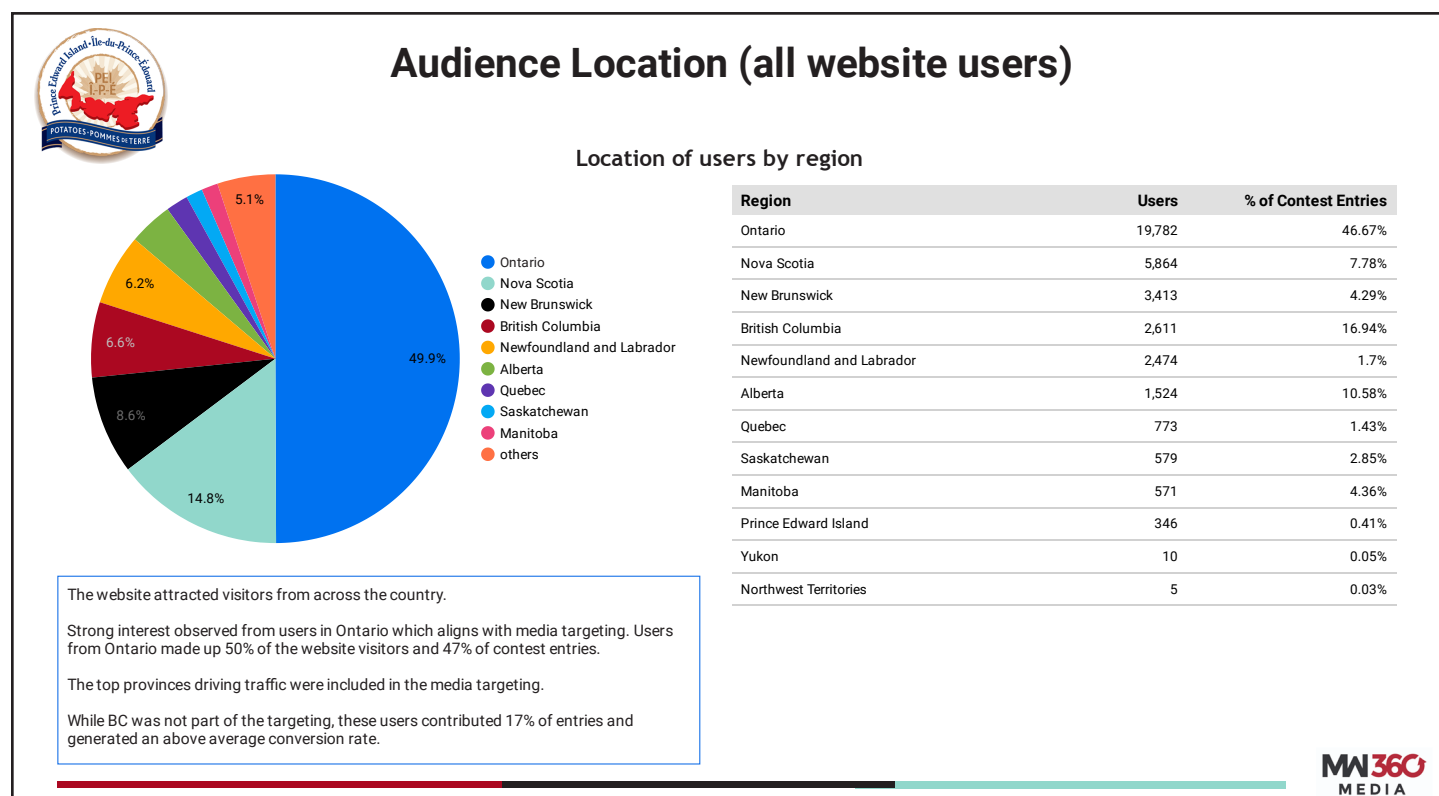 Prince Edward Island • Île-du-Prince-Édouard
PEI
I-P-É
POTATOES • POMMES DE TERRE
Audience Location (all website users)
Location of users by region
5.1%
6.2%
6.6%
8.6%
14.8%
49.9%
Ontario
Nova Scotia
New Brunswick
British Columbia
Newfoundland and Labrador
Alberta
Quebec
Saskatchewan
Manitoba
others
Region Users % of Contest Entries
Ontario 19,782 46.67%
Nova Scotia 5,864 7.78%
New Brunswick 3,413 4.29%
British Columbia 2,611 16.94%
Newfoundland and Labrador 2,474 1.7%
Alberta 1,524 10.58%
Quebec 773 1.43%
Saskatchewan 579 2.85%
Manitoba 571 4.36%
Prince Edward Island 346 0.41%
Yukon 10 0.05%
Northwest Territories 5 0.03%
The website attracted visitors from across the country.
Strong interest observed from users in Ontario which aligns with media targeting. Users
from Ontario made up 50% of the website visitors and 47% of contest entries.
The top provinces driving traffic were included in the media targeting.
While BC was not part of the targeting, these users contributed 17% of entries and
generated an above average conversion rate.
MW360
MEDIA